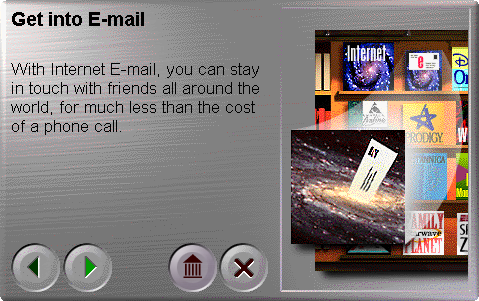 Get into E-mail
With Internet E-mail, you can stay
in touch with friends all around the
world, for much less than the cost
of a phone call.
Internet
PRODIGY